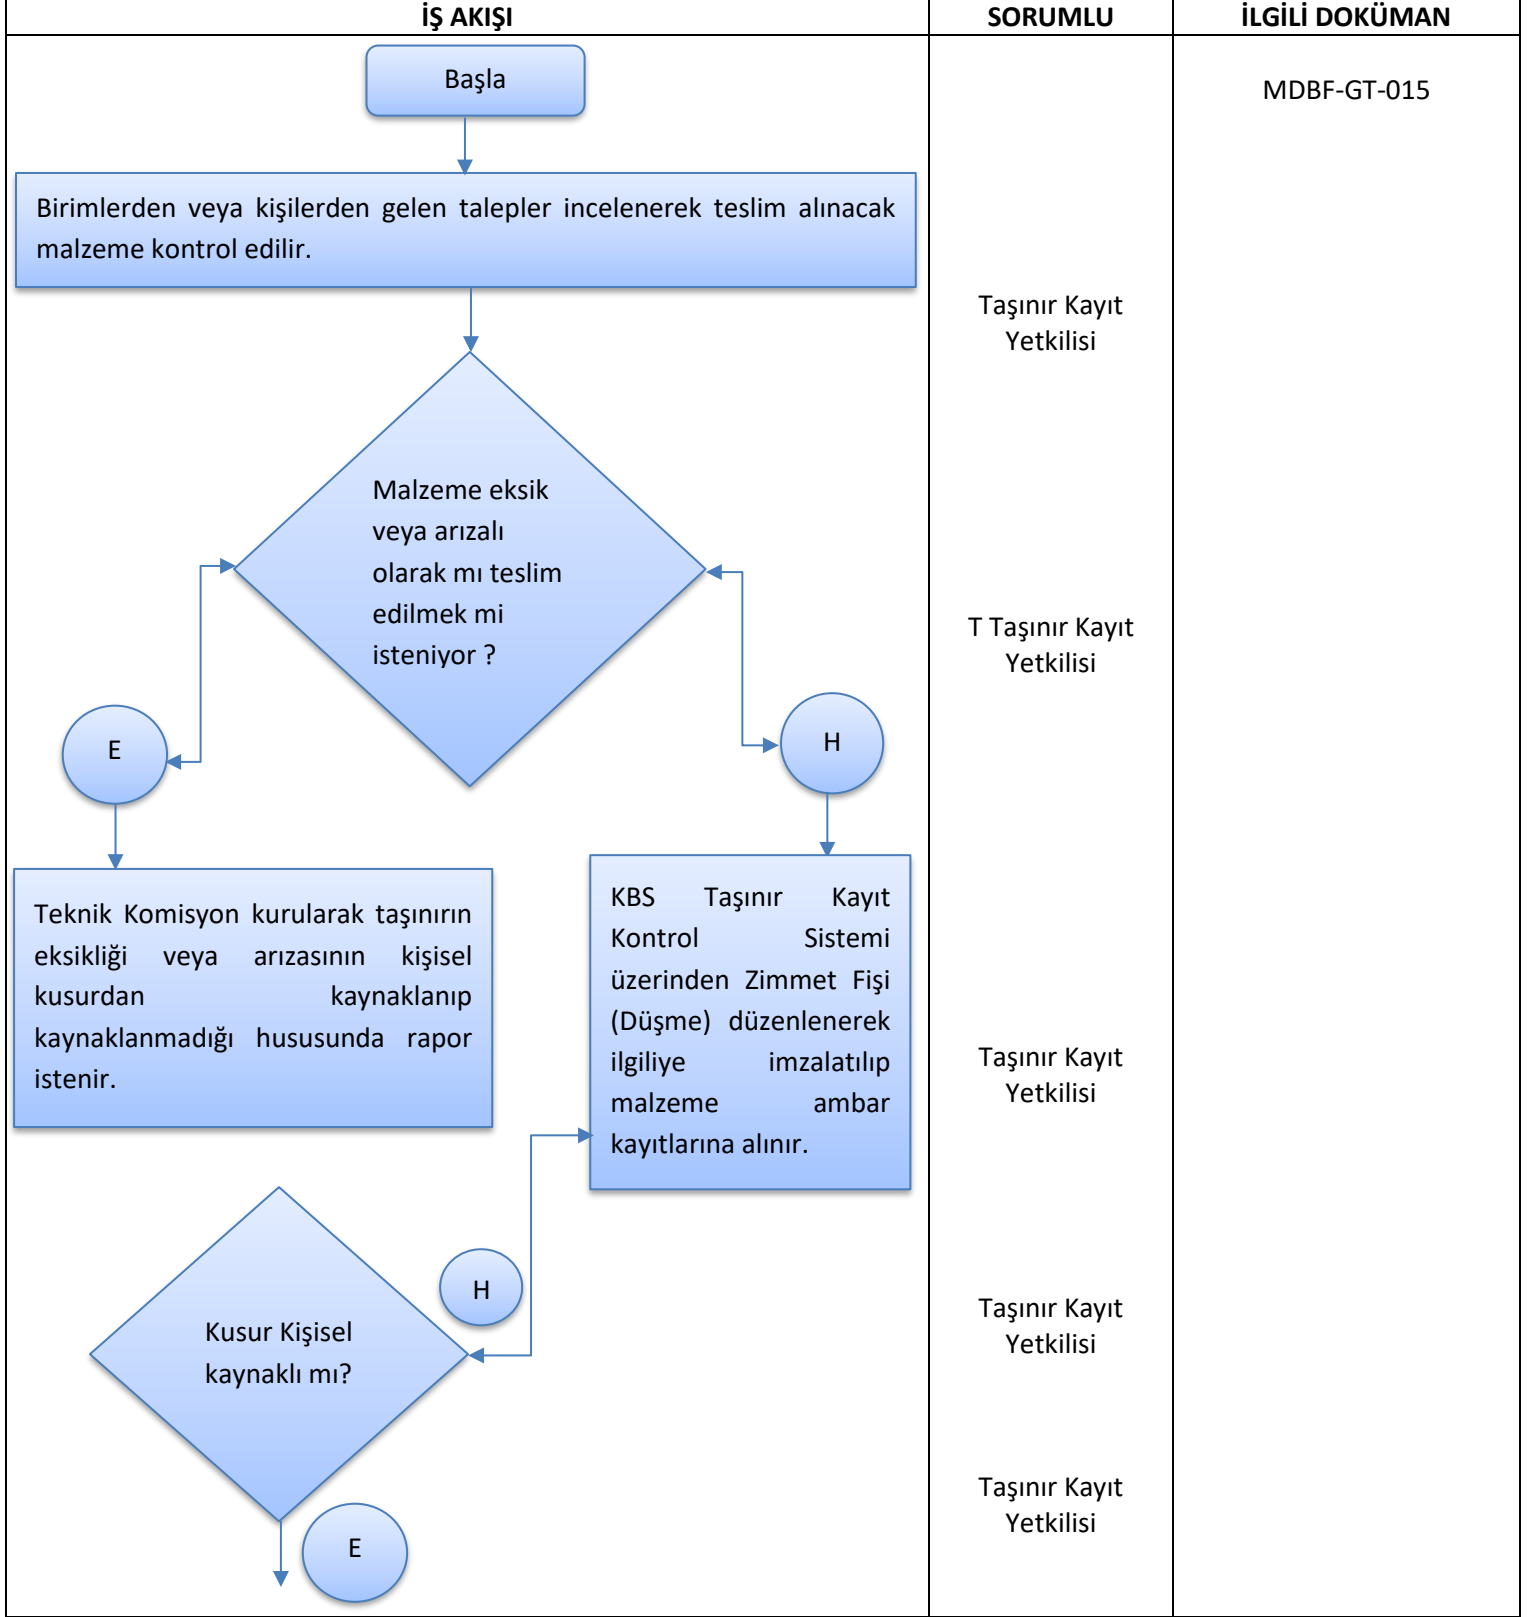 İŞ AKIŞI
SORUMLU
İLGİLİ DOKÜMAN
Başla
MDBF-GT-015
Birimlerden veya kişilerden gelen talepler incelenerek teslim alınacak
malzeme kontrol edilir.
Taşınır Kayıt
Yetkilisi
Malzeme eksik
veya arızalı
olarak mı teslim
edilmek mi
isteniyor ?
T Taşınır Kayıt
Yetkilisi
E
H
Teknik Komisyon kurularak taşınırın
eksikliği veya arızasının kişisel
kusurdan kaynaklanıp
kaynaklanmadığı hususunda rapor
istenir.
KBS Taşınır Kayıt
Kontrol Sistemi
üzerinden Zimmet Fişi
(Düşme) düzenlenerek
ilgiliye imzalatılıp
malzeme ambar
kayıtlarına alınır.
Taşınır Kayıt
Yetkilisi
H
Kusur Kişisel
kaynaklı mı?
Taşınır Kayıt
Yetkilisi
E
Taşınır Kayıt
Yetkilisi